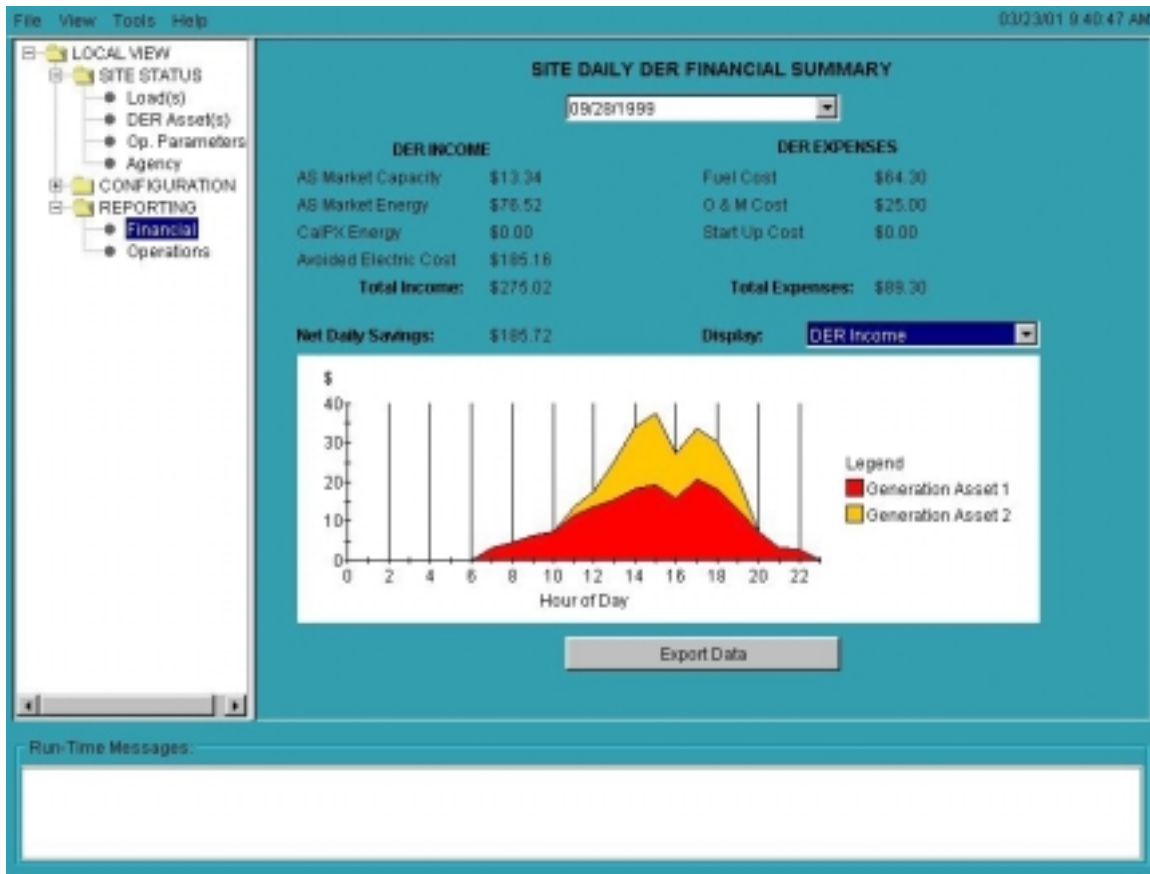 File View Tools Help 03/23/01 9:40:47 AM
LOCAL VIEW
SITE STATUS
Load(s)
DER Asset(s)
Op. Parameters
Agency
CONFIGURATION
REPORTING
Financial
Operations
SITE DAILY DER FINANCIAL SUMMARY
09/28/1999
DER INCOME DER EXPENSES
AS Market Capacity $13.34 Fuel Cost $64.30
AS Market Energy $76.52 O & M Cost $25.00
CalPX Energy $0.00 Start Up Cost $0.00
Avoided Electric Cost $185.16
Total Income: $275.02 Total Expenses: $89.30
Net Daily Savings: $185.72 Display: DER Income
$
40
30
20
10
0
0 2 4 6 8 10 12 14 16 18 20 22
Hour of Day
Legend
Generation Asset 1
Generation Asset 2
Export Data
Run-Time Messages: